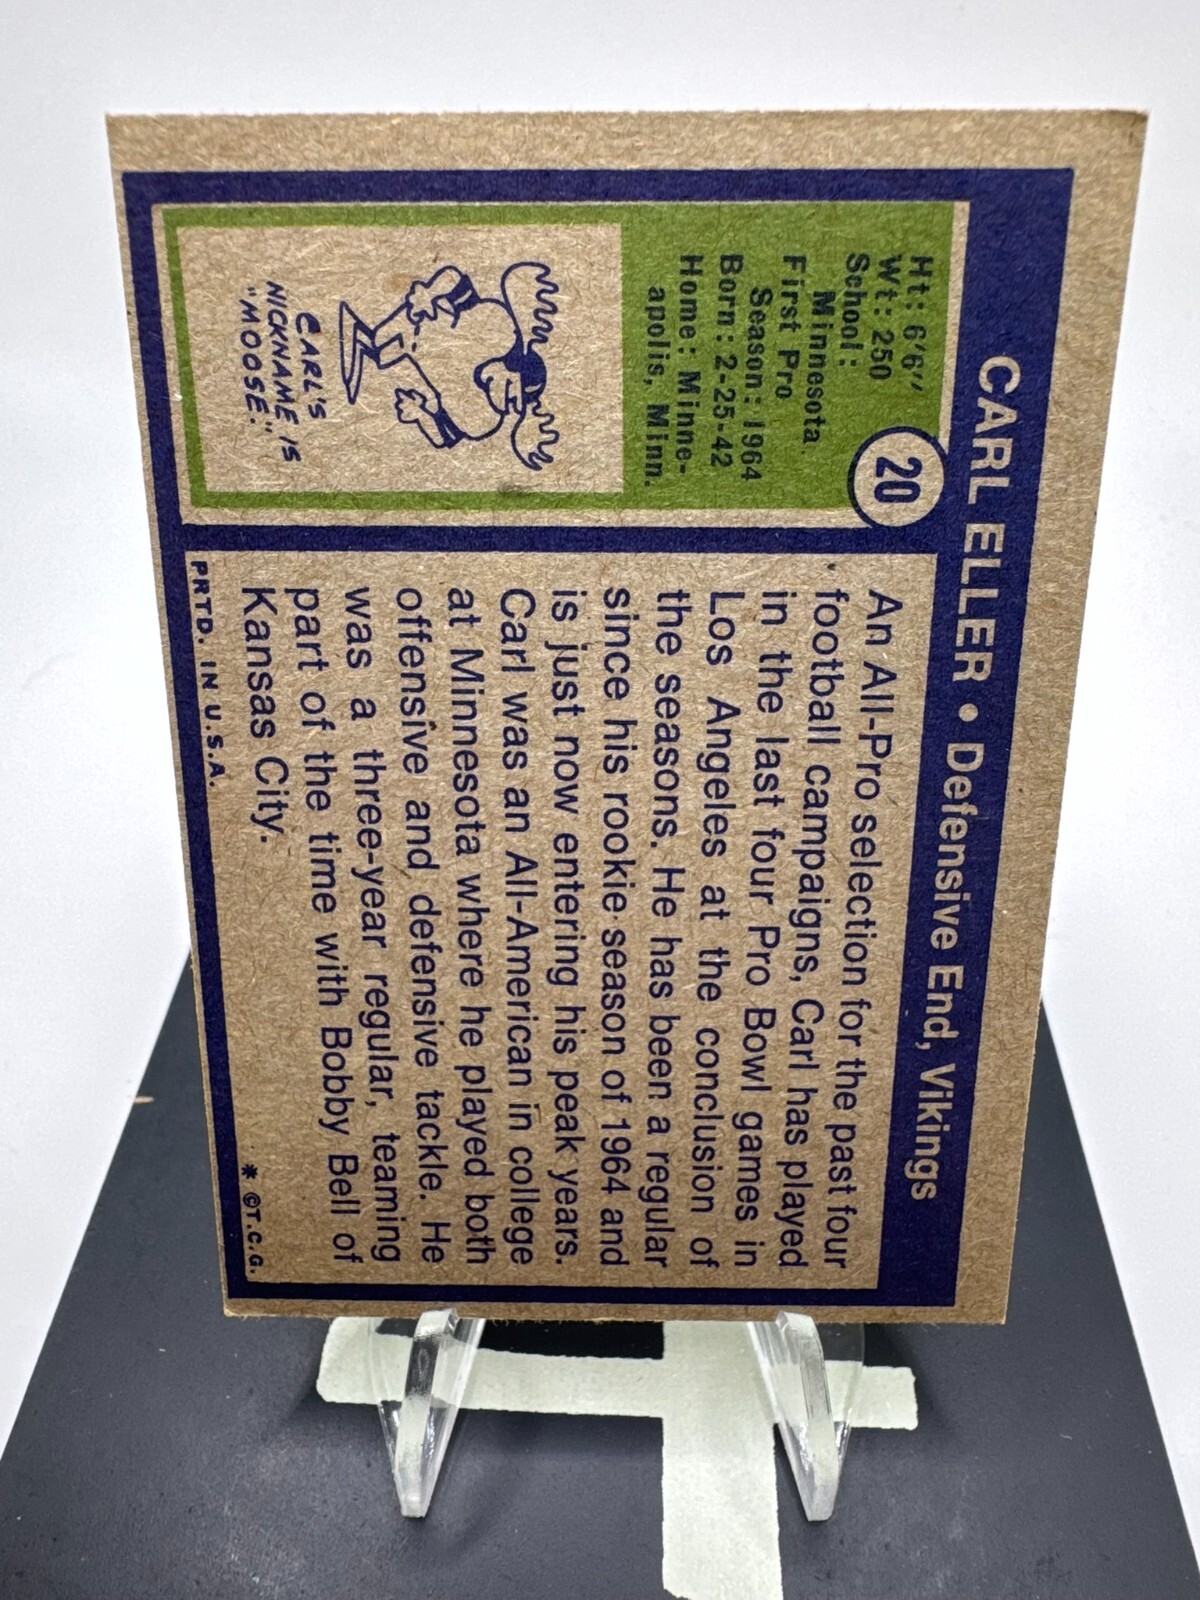 CARL ELLER • Defensive End, Vikings
20
Ht: 6'6"
Wt: 250
School:
Minnesota
First Pro
Season: 1964
Born: 2-25-42
Home: Minne-
apolis, Minn.
CARL'S
NICKNAME IS
"MOOSE."
An All-Pro selection for the past four
football campaigns, Carl has played
in the last four Pro Bowl games in
Los Angeles at the conclusion of
the seasons. He has been a regular
since his rookie season of 1964 and
is just now entering his peak years.
Carl was an All-American in college
at Minnesota where he played both
offensive and defensive tackle. He
was a three-year regular, teaming
part of the time with Bobby Bell of
Kansas City.
PRTD. IN U.S.A.
* ©T.C.G.